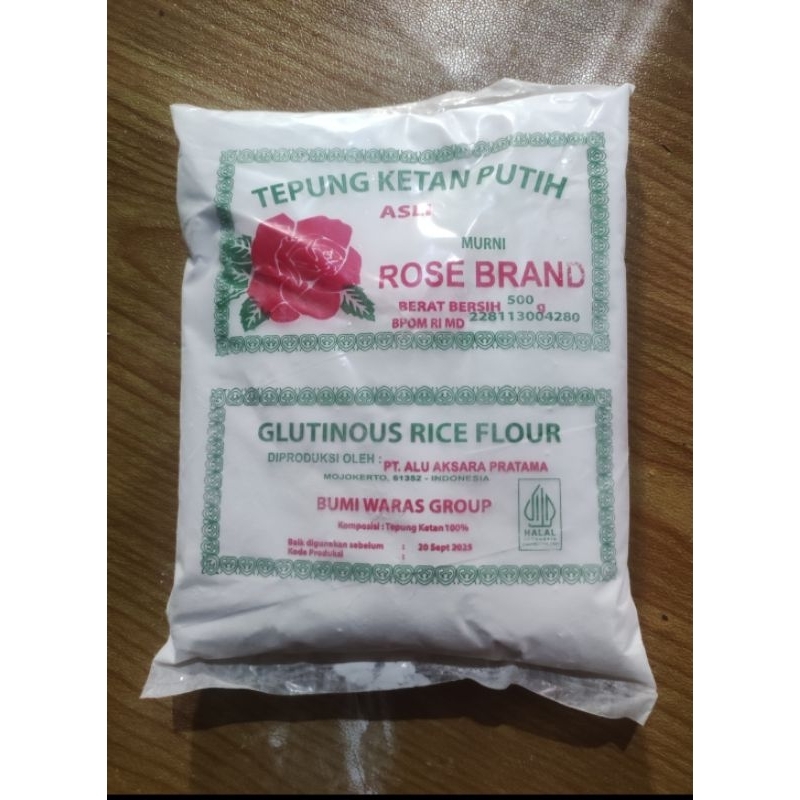 TEPUNG KETAN PUTIH
ASLI
MURNI
ROSE BRAND
BERAT BERSIH 500 g
BPOM RI MD 228113004280
GLUTINOUS RICE FLOUR
DIPRODUKSI OLEH : PT. ALU AKSARA PRATAMA
MOJOKERTO, 61382 - INDONESIA
BUMI WARAS GROUP
Komposisi : Tepung Ketan 100%
HALAL
INDONESIA
Baik digunakan sebelum : 20 Sept 2025
Kode Produksi :